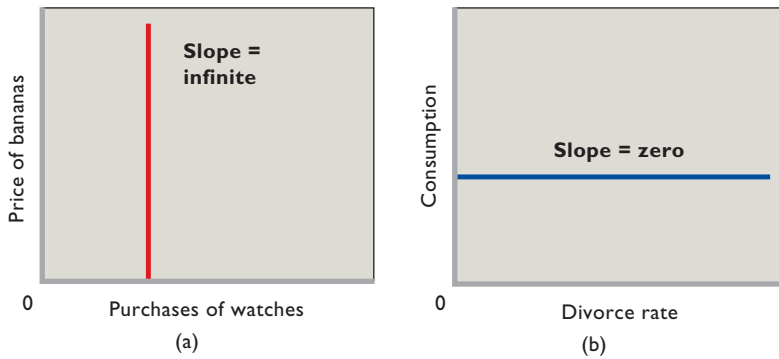 Price of bananas
Slope =
infinite
0
Purchases of watches
(a)
Consumption
Slope = zero
0
Divorce rate
(b)